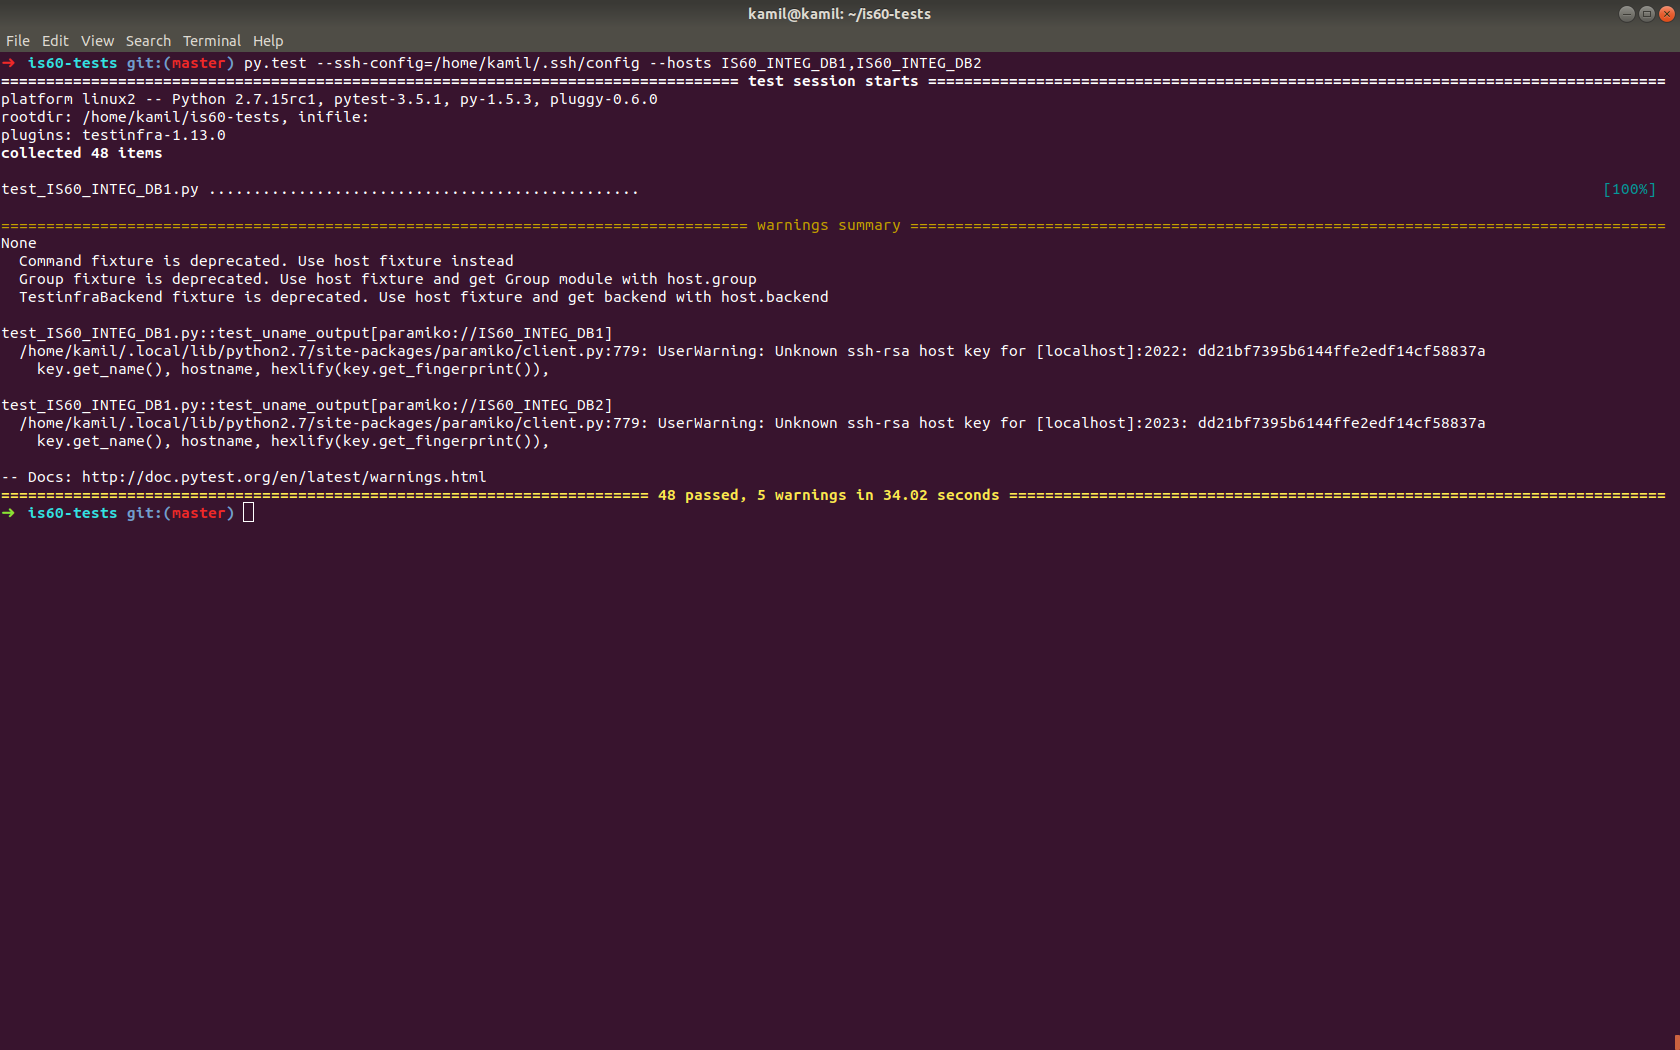 kamil@kamil: ~/is60-tests
File Edit View Search Terminal Help
➜ is60-tests git:(master) py.test --ssh-config=/home/kamil/.ssh/config --hosts IS60_INTEG_DB1,IS60_INTEG_DB2
================================================================================== test session starts ==================================================================================
platform linux2 -- Python 2.7.15rc1, pytest-3.5.1, py-1.5.3, pluggy-0.6.0
rootdir: /home/kamil/is60-tests, inifile:
plugins: testinfra-1.13.0
collected 48 items
test_IS60_INTEG_DB1.py ................................................ [100%]
=================================================================================== warnings summary ====================================================================================
None
  Command fixture is deprecated. Use host fixture instead
  Group fixture is deprecated. Use host fixture and get Group module with host.group
  TestinfraBackend fixture is deprecated. Use host fixture and get backend with host.backend
test_IS60_INTEG_DB1.py::test_uname_output[paramiko://IS60_INTEG_DB1]
  /home/kamil/.local/lib/python2.7/site-packages/paramiko/client.py:779: UserWarning: Unknown ssh-rsa host key for [localhost]:2022: dd21bf7395b6144ffe2edf14cf58837a
    key.get_name(), hostname, hexlify(key.get_fingerprint()),
test_IS60_INTEG_DB1.py::test_uname_output[paramiko://IS60_INTEG_DB2]
  /home/kamil/.local/lib/python2.7/site-packages/paramiko/client.py:779: UserWarning: Unknown ssh-rsa host key for [localhost]:2023: dd21bf7395b6144ffe2edf14cf58837a
    key.get_name(), hostname, hexlify(key.get_fingerprint()),
-- Docs: http://doc.pytest.org/en/latest/warnings.html
======================================================================== 48 passed, 5 warnings in 34.02 seconds =========================================================================
➜ is60-tests git:(master)